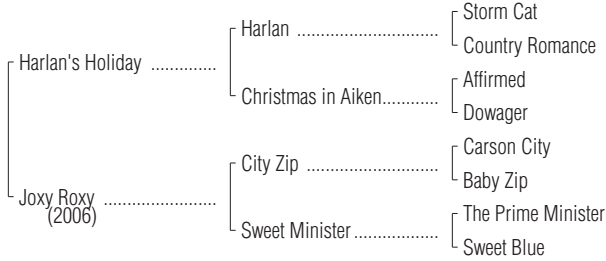 Storm Cat
Harlan ..................................
Country Romance
Harlan's Holiday ...............
Affirmed
Christmas in Aiken.............
Dowager
Carson City
City Zip ................................
Baby Zip
Joxy Roxy ..........................
(2006)
The Prime Minister
Sweet Minister....................
Sweet Blue